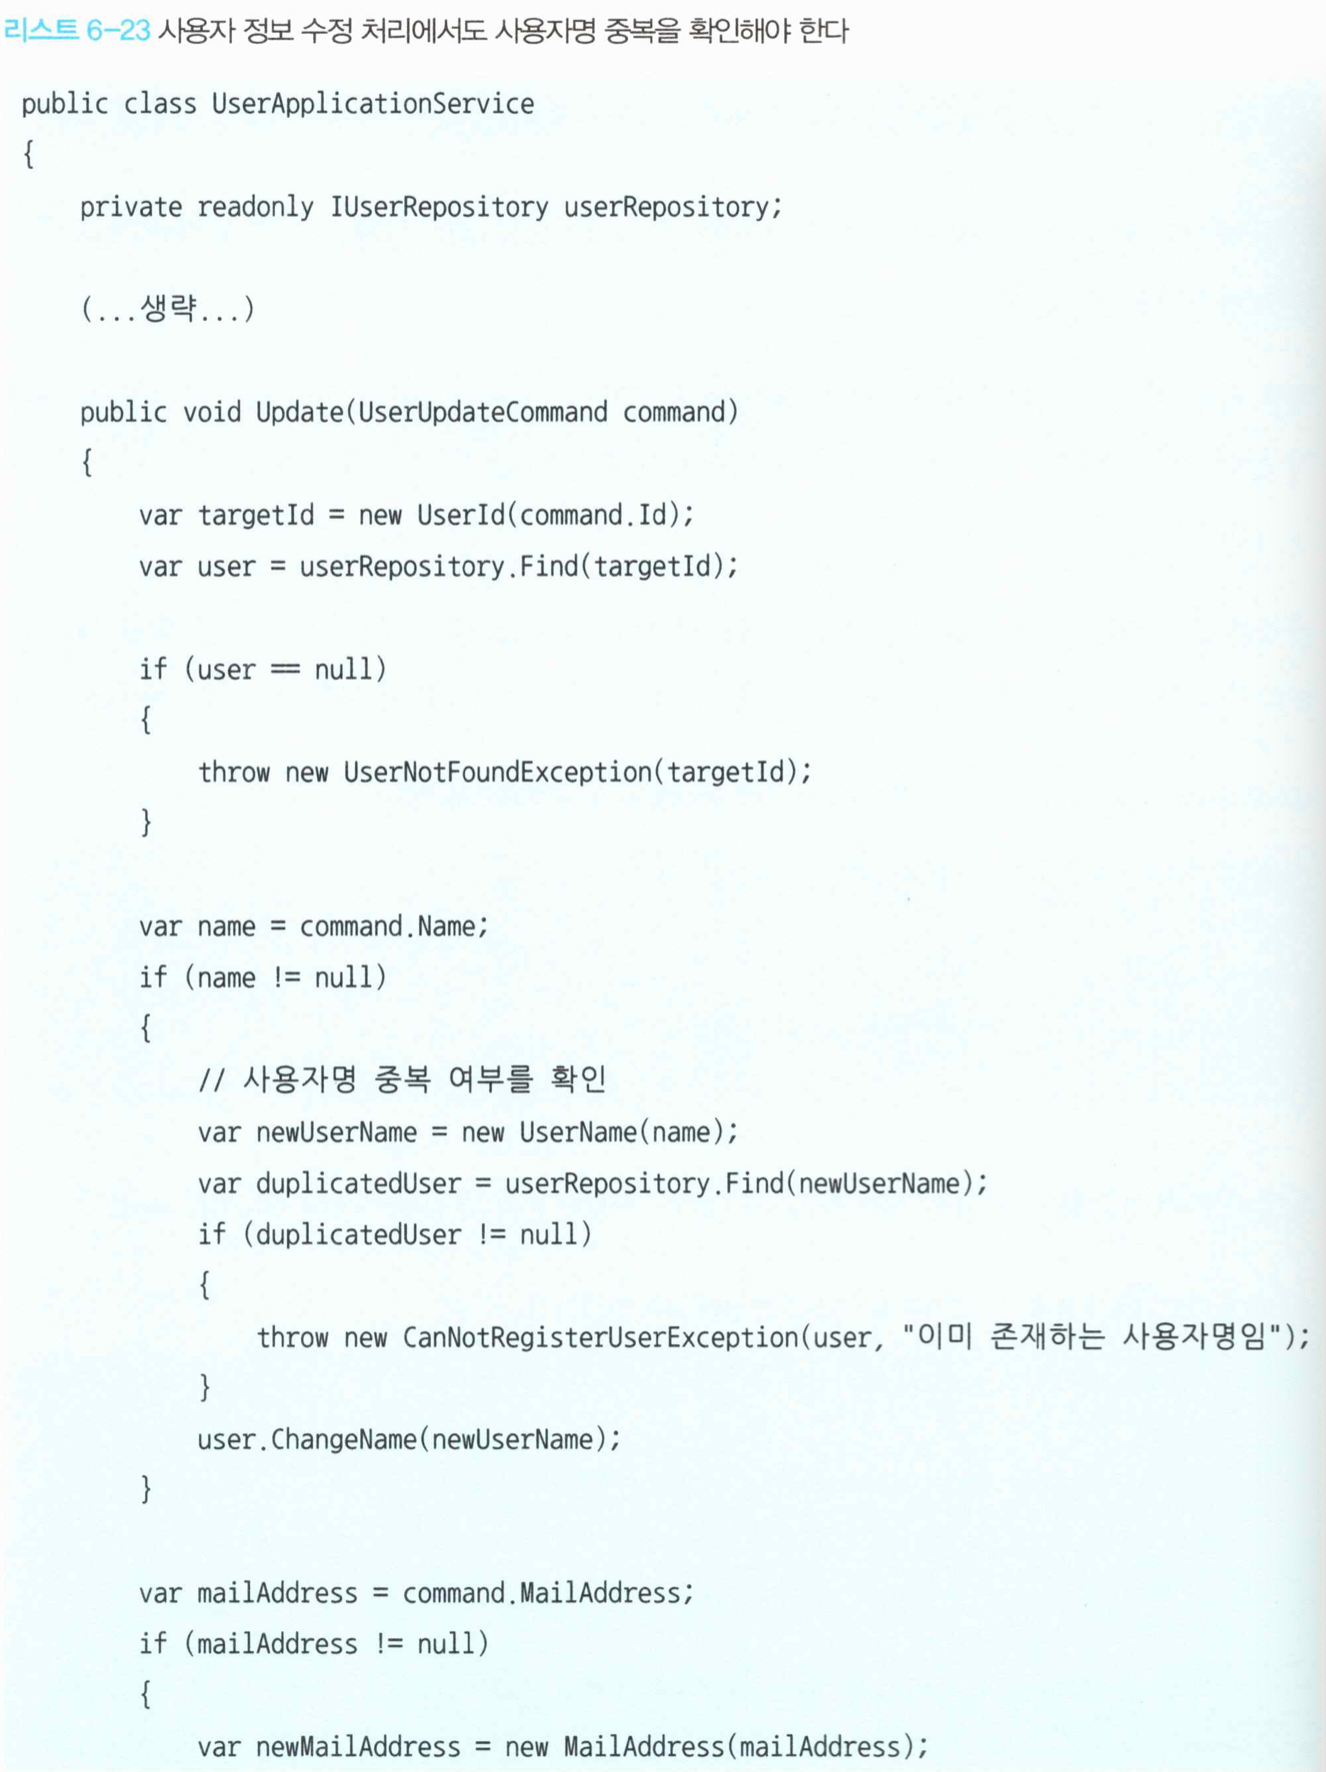 리스트 6-23 사용자 정보 수정 처리에서도 사용자명 중복을 확인해야 한다
public class UserApplicationService
{
    private readonly IUserRepository userRepository;
    (...생략...)
    public void Update(UserUpdateCommand command)
    {
        var targetId = new UserId(command.Id);
        var user = userRepository.Find(targetId);
        if (user == null)
        {
            throw new UserNotFoundException(targetId);
        }
        var name = command.Name;
        if (name != null)
        {
            // 사용자명 중복 여부를 확인
            var newUserName = new UserName(name);
            var duplicatedUser = userRepository.Find(newUserName);
            if (duplicatedUser != null)
            {
                throw new CanNotRegisterUserException(user, "이미 존재하는 사용자명임");
            }
            user.ChangeName(newUserName);
        }
        var mailAddress = command.MailAddress;
        if (mailAddress != null)
        {
            var newMailAddress = new MailAddress(mailAddress);